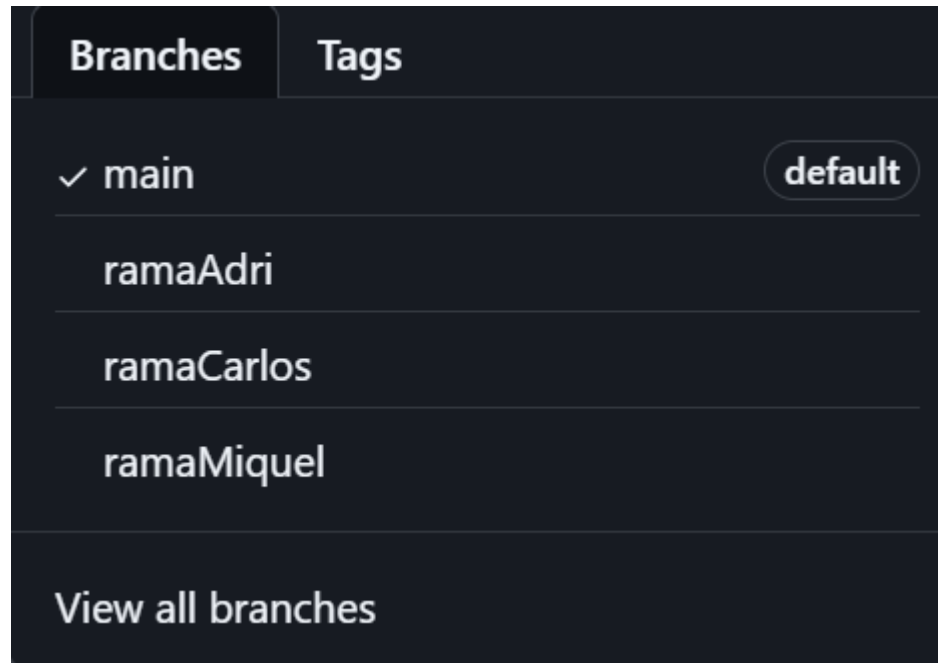 Branches Tags
main default
ramaAdri
ramaCarlos
ramaMiquel
View all branches